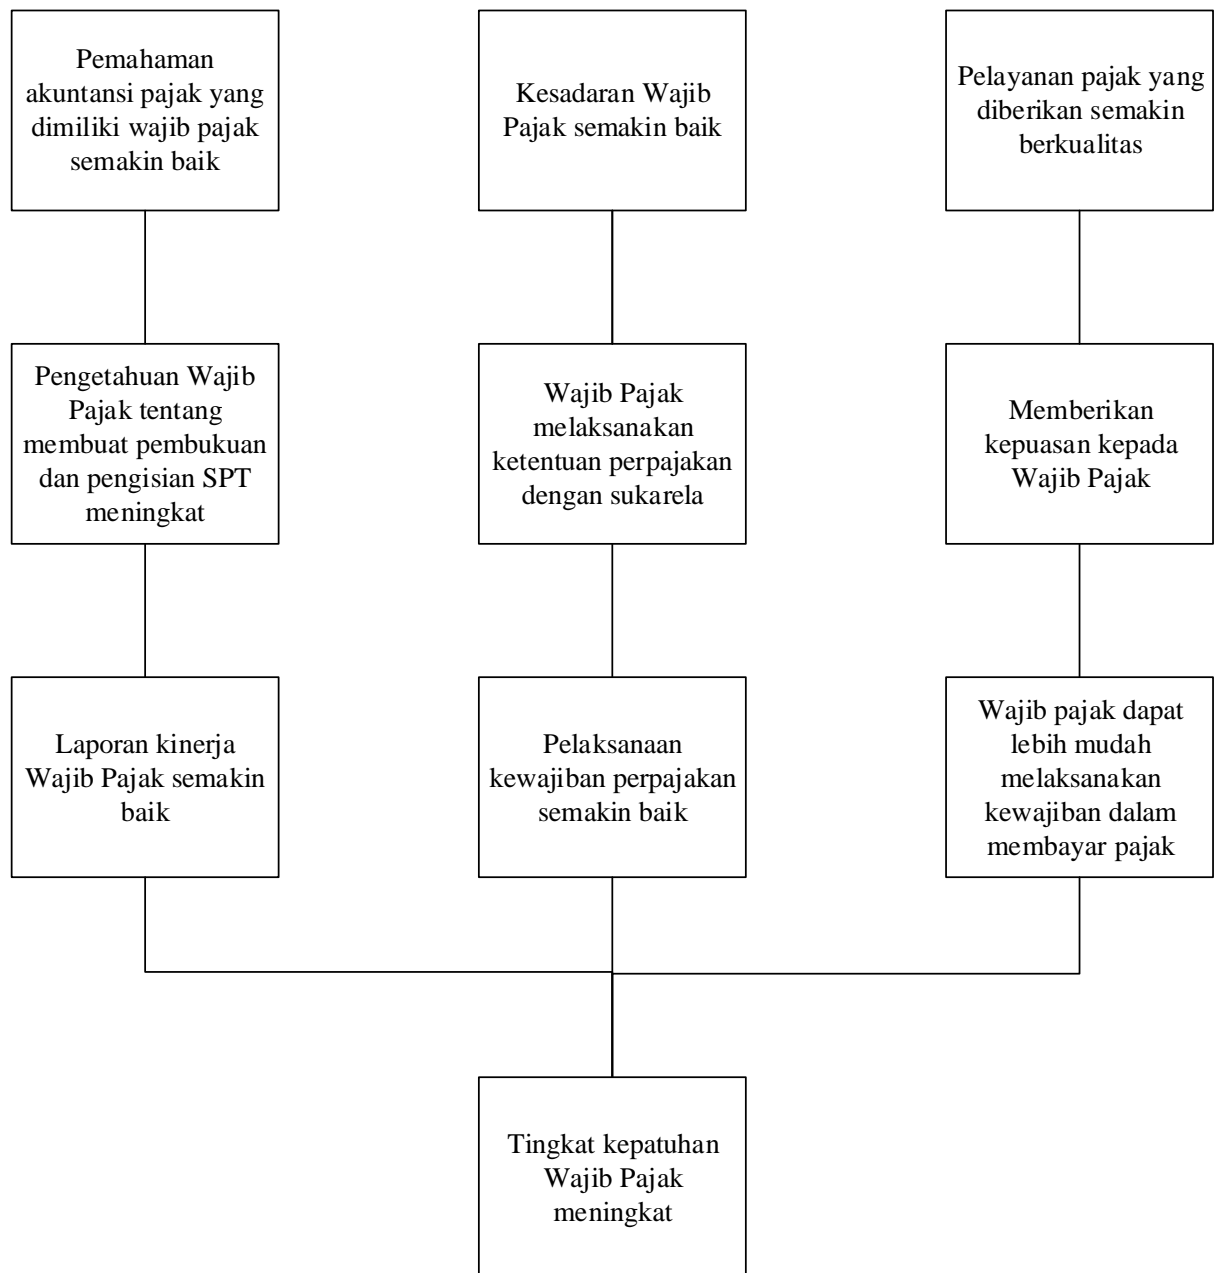 Pemahaman
akuntansi pajak yang
dimiliki wajib pajak
semakin baik
Kesadaran Wajib
Pajak semakin baik
Pelayanan pajak yang
diberikan semakin
berkualitas
Pengetahuan Wajib
Pajak tentang
membuat pembukuan
dan pengisian SPT
meningkat
Wajib Pajak
melaksanakan
ketentuan perpajakan
dengan sukarela
Memberikan
kepuasan kepada
Wajib Pajak
Laporan kinerja
Wajib Pajak semakin
baik
Pelaksanaan
kewajiban perpajakan
semakin baik
Wajib pajak dapat
lebih mudah
melaksanakan
kewajiban dalam
membayar pajak
Tingkat kepatuhan
Wajib Pajak
meningkat